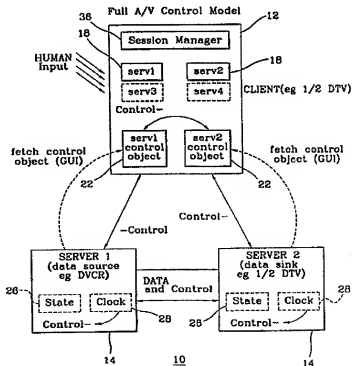 Full A/V Control Model
36
12
18
Session Manager
HUMAN
Input
serv1
serv2
18
serv3
serv4
CLIENT(eg 1/2 DTV)
Control-
fetch control
object (GUI)
serv1
control
object
serv2
control
object
fetch control
object (GUI)
22
22
-Control
Control-
SERVER 1
(data source
eg DVCR)
DATA
and Control
SERVER 2
(data sink
eg 1/2 DTV)
26
State
Clock
28
Control-
State
Clock
28
26
Control-
14
10
14